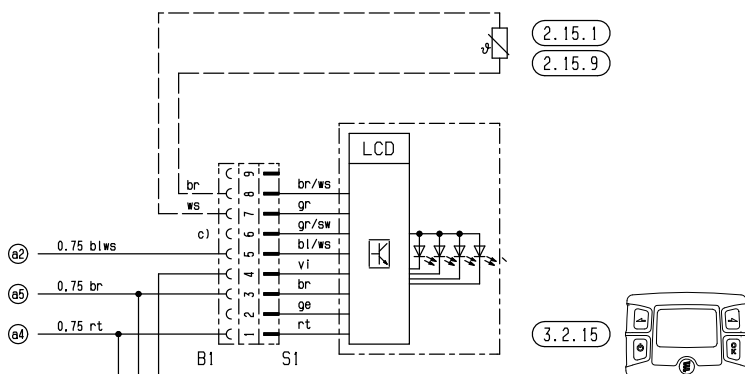 2.15.1
ϑ
2.15.9
LCD
9
br 8 br/ws
ws 7 gr
c) 6 gr/sw
a2 0.75 blws 5 bl/ws
4 vi
a5 0.75 br 3 br
2 ge
a4 0.75 rt 1 rt
3.2.15
B1 S1
OK